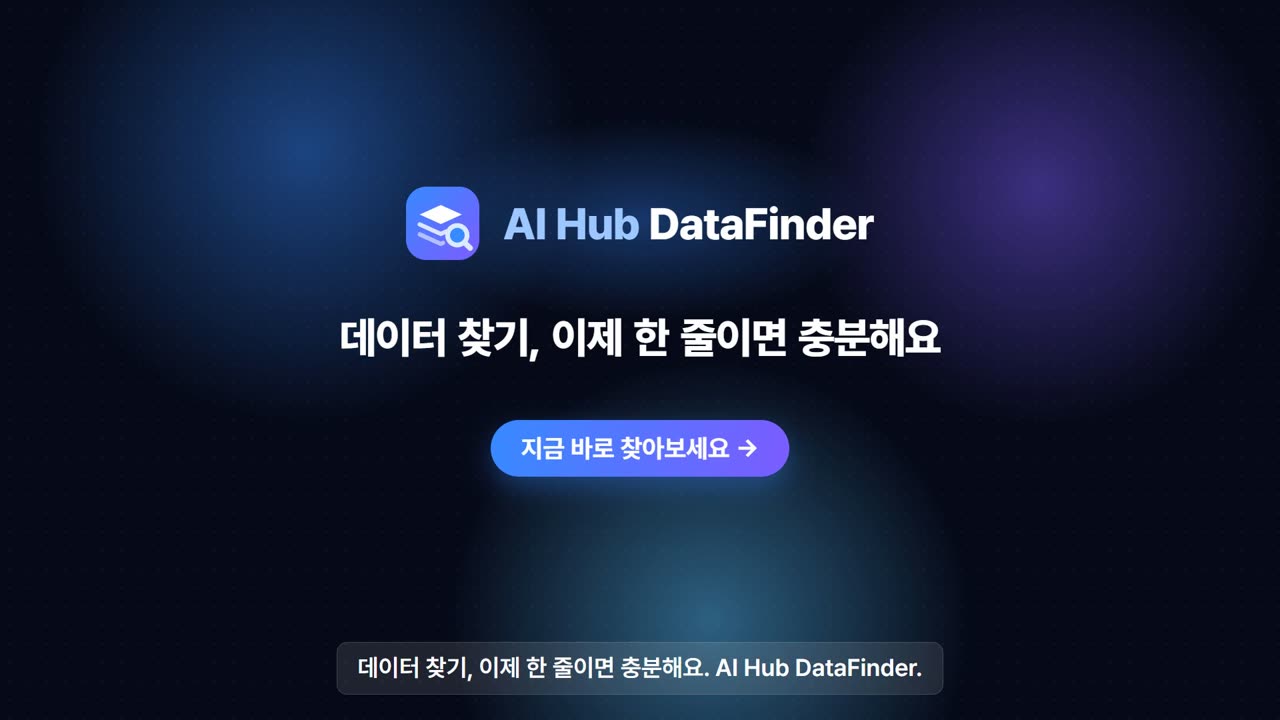 AI Hub DataFinder
데이터 찾기, 이제 한 줄이면 충분해요
지금 바로 찾아보세요 →
데이터 찾기, 이제 한 줄이면 충분해요. AI Hub DataFinder.